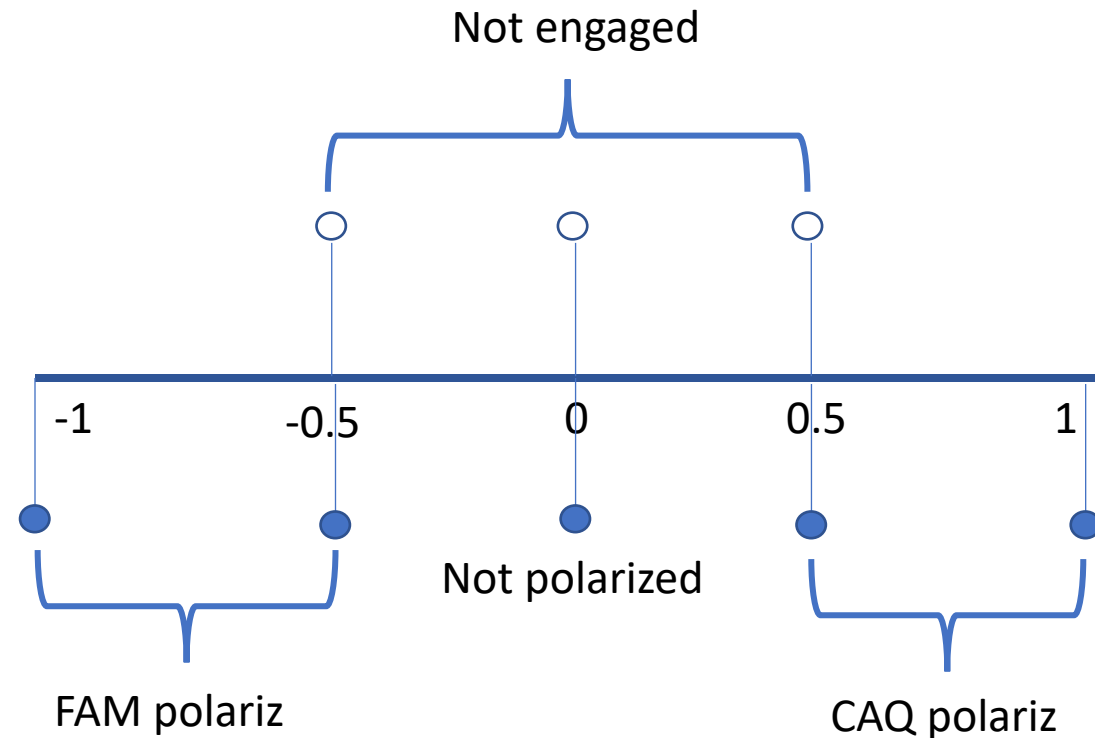 Not engaged
-1
-0.5
0
0.5
1
Not polarized
FAM polariz
CAQ polariz